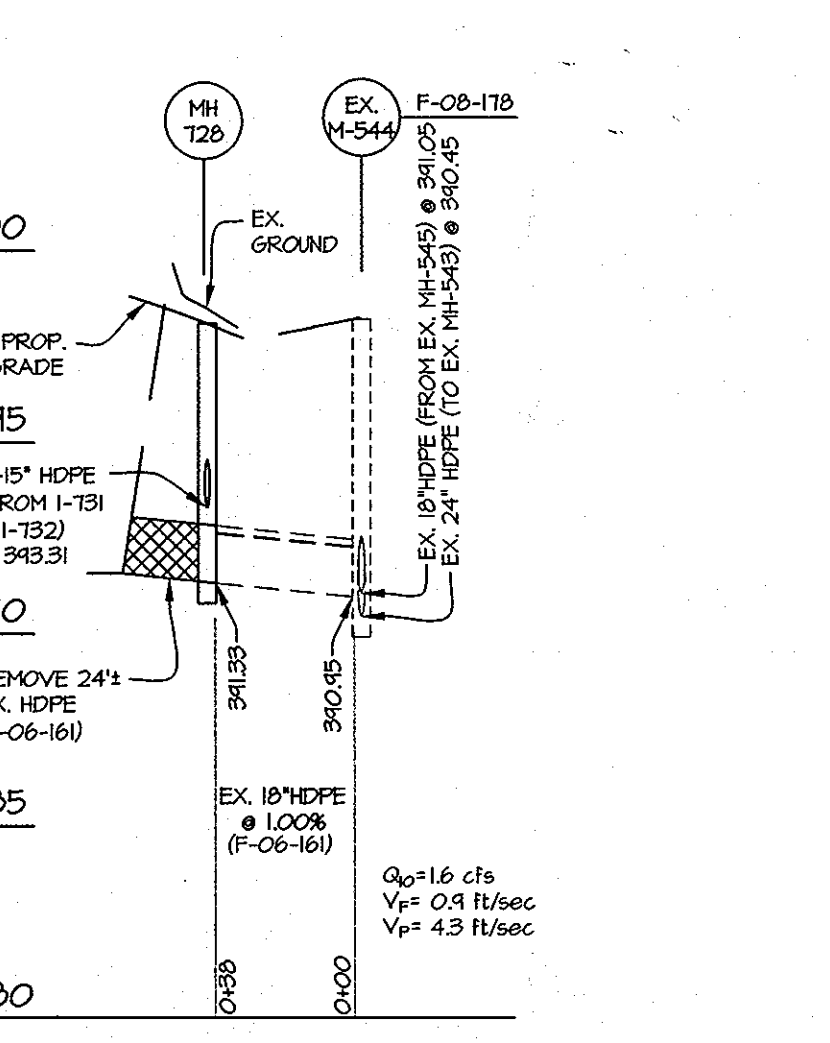 MH
728
EX.
M-544
F-08-178
EX. 18"HDPE (FROM EX. MH-545) @ 391.05
EX. 24" HDPE (TO EX. MH-543) @ 390.45
EX.
GROUND
PROP.
GRADE
-15" HDPE
FROM I-731
I-732)
393.31
EMOVE 24'±
X. HDPE
-06-161)
391.33
390.95
EX. 18"HDPE
@ 1.00%
(F-06-161)
Q10=1.6 cfs
VF= 0.9 ft/sec
VP= 4.3 ft/sec
0+38
0+00